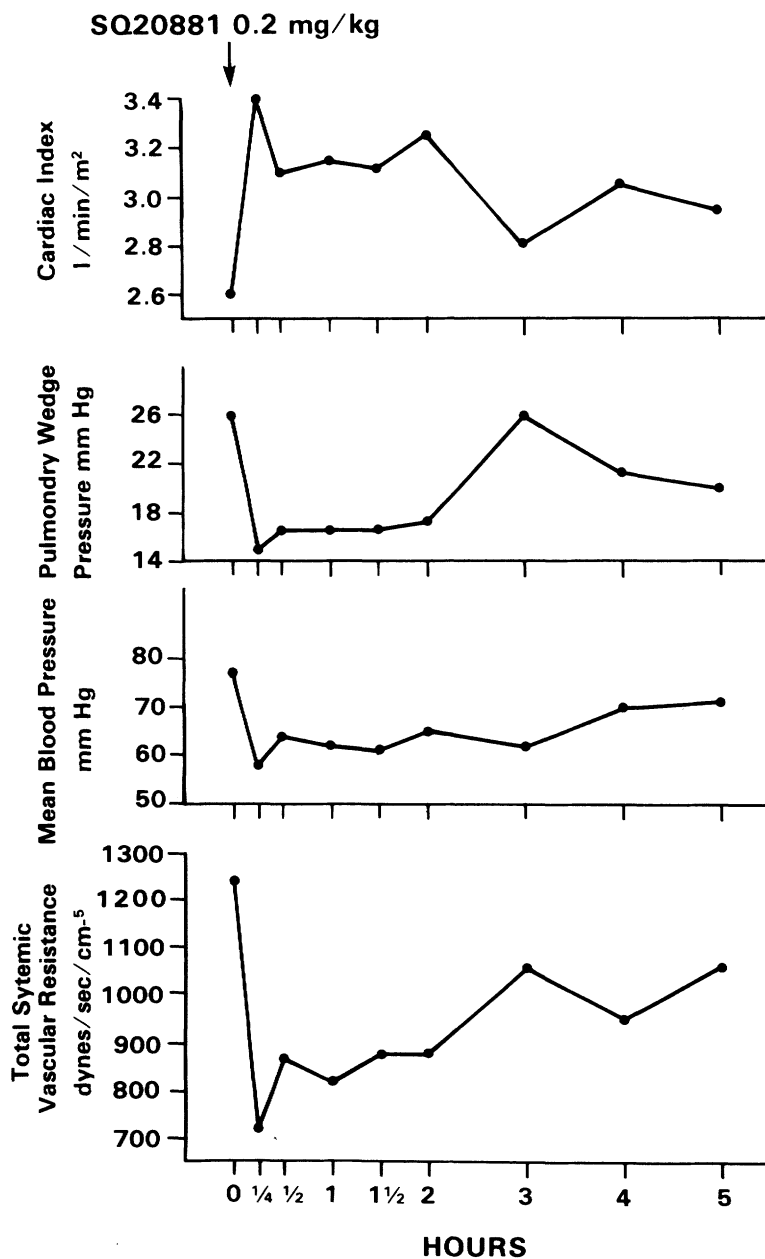 SQ20881 0.2 mg/kg
Cardiac Index
l/min/m²
3.4
3.2
3.0
2.8
2.6
Pulmondry Wedge
Pressure mm Hg
26
22
18
14
Mean Blood Pressure
mm Hg
80
70
60
50
Total Sytemic
Vascular Resistance
dynes/sec/cm-⁵
1300
1200
1100
1000
900
800
700
0 ¼ ½ 1 1½ 2 3 4 5
HOURS